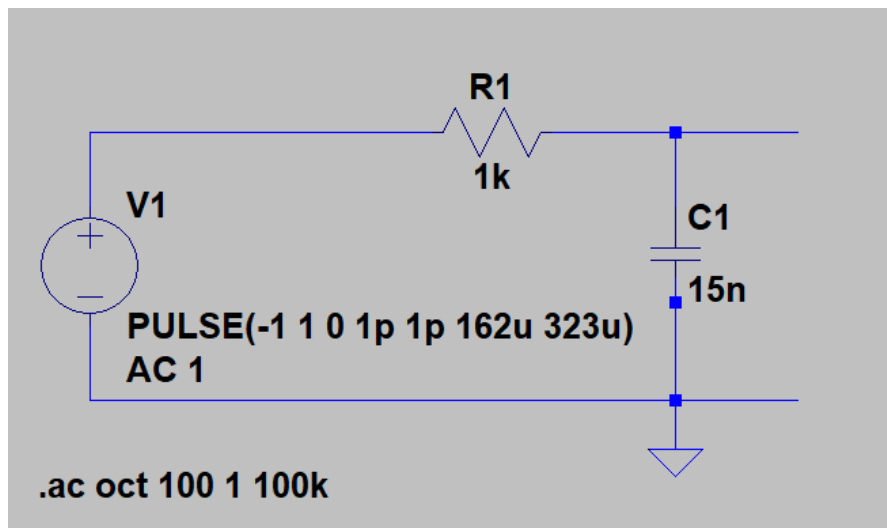 R1
1k
V1
C1
15n
PULSE(-1 1 0 1p 1p 162u 323u)
AC 1
.ac oct 100 1 100k